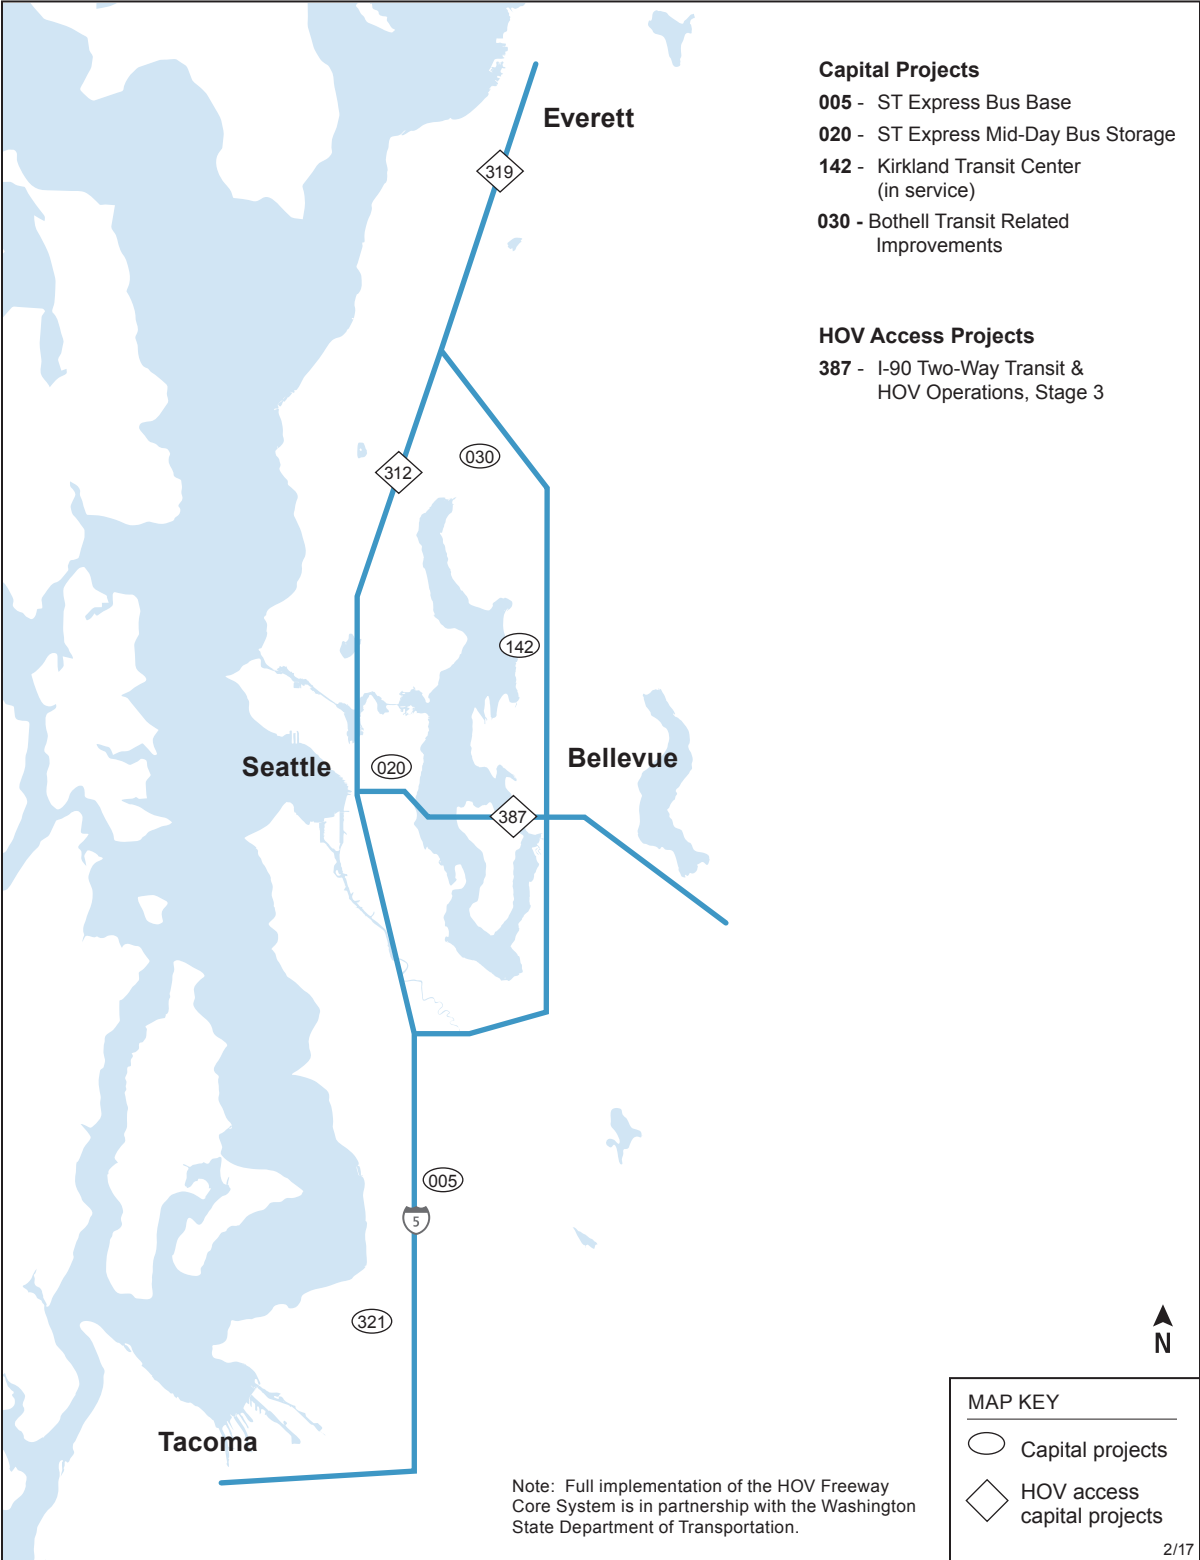 Capital Projects
005 - ST Express Bus Base
020 - ST Express Mid-Day Bus Storage
142 - Kirkland Transit Center
(in service)
030 - Bothell Transit Related
Improvements
HOV Access Projects
387 - I-90 Two-Way Transit &
HOV Operations, Stage 3
Everett
319
312
030
142
Seattle
020
Bellevue
387
005
5
321
Tacoma
N
MAP KEY
Capital projects
HOV access
capital projects
Note: Full implementation of the HOV Freeway
Core System is in partnership with the Washington
State Department of Transportation.
2/17